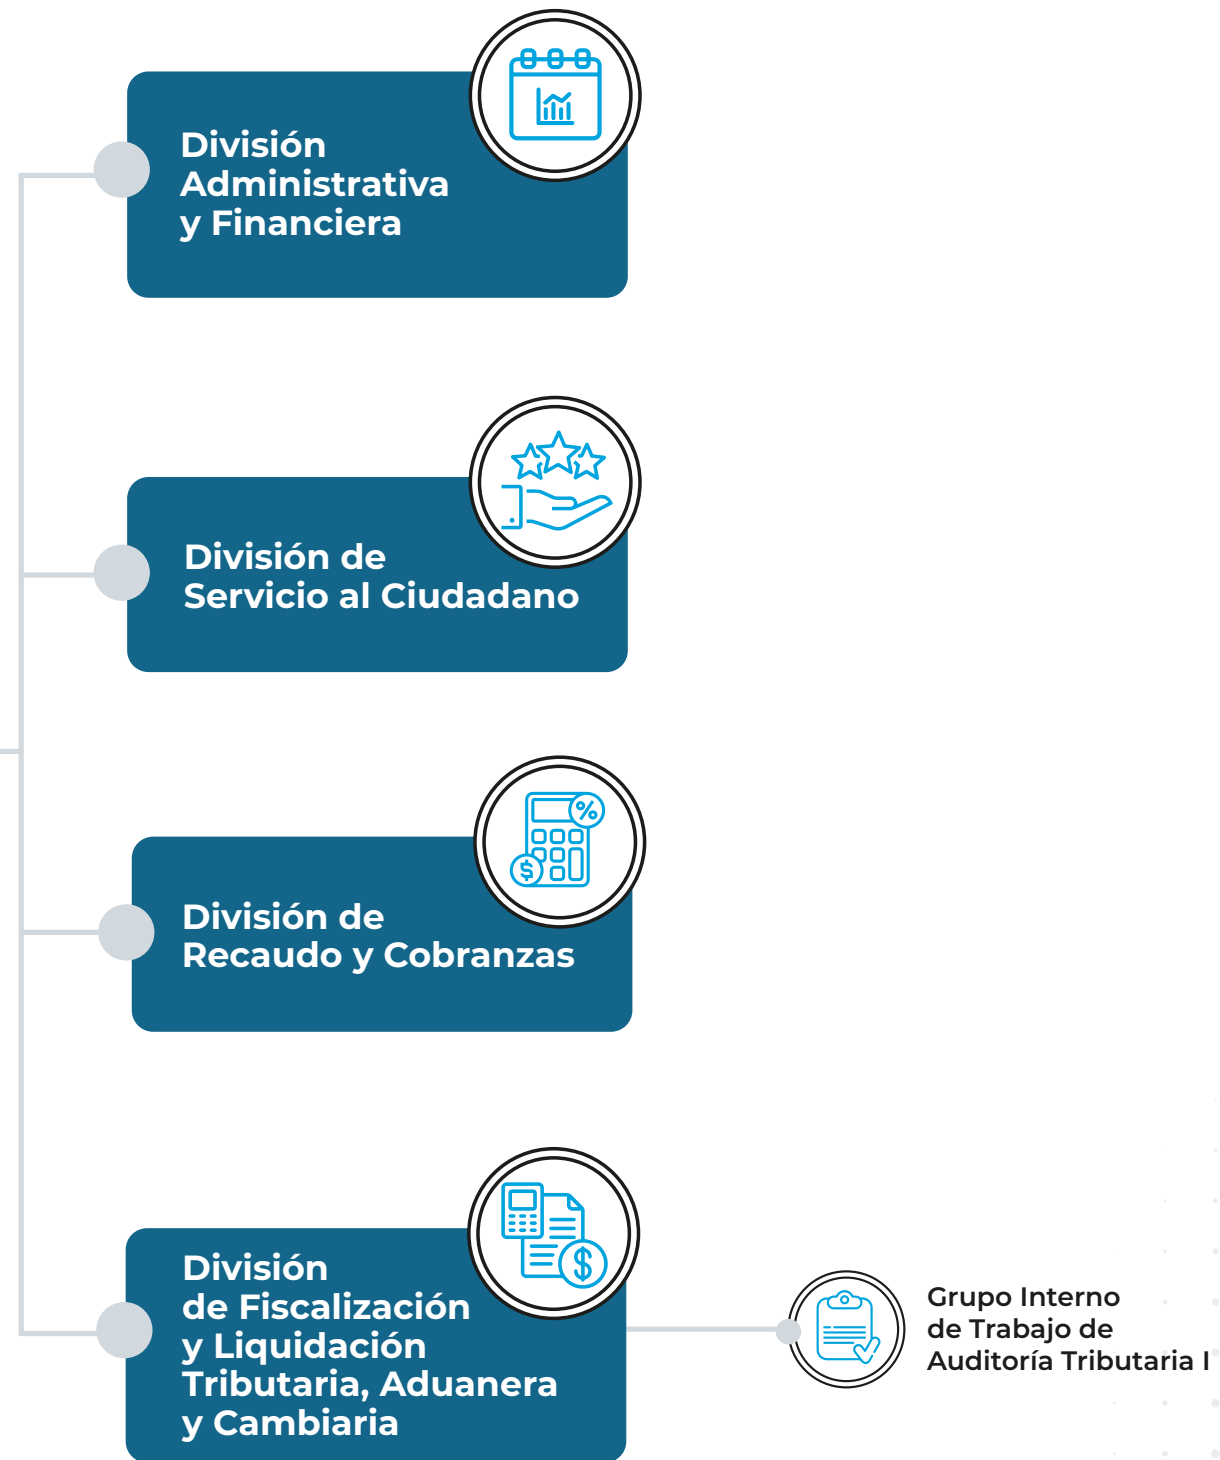 División
Administrativa
y Financiera
División de
Servicio al Ciudadano
División de
Recaudo y Cobranzas
División
de Fiscalización
y Liquidación
Tributaria, Aduanera
y Cambiaria
Grupo Interno
de Trabajo de
Auditoría Tributaria I